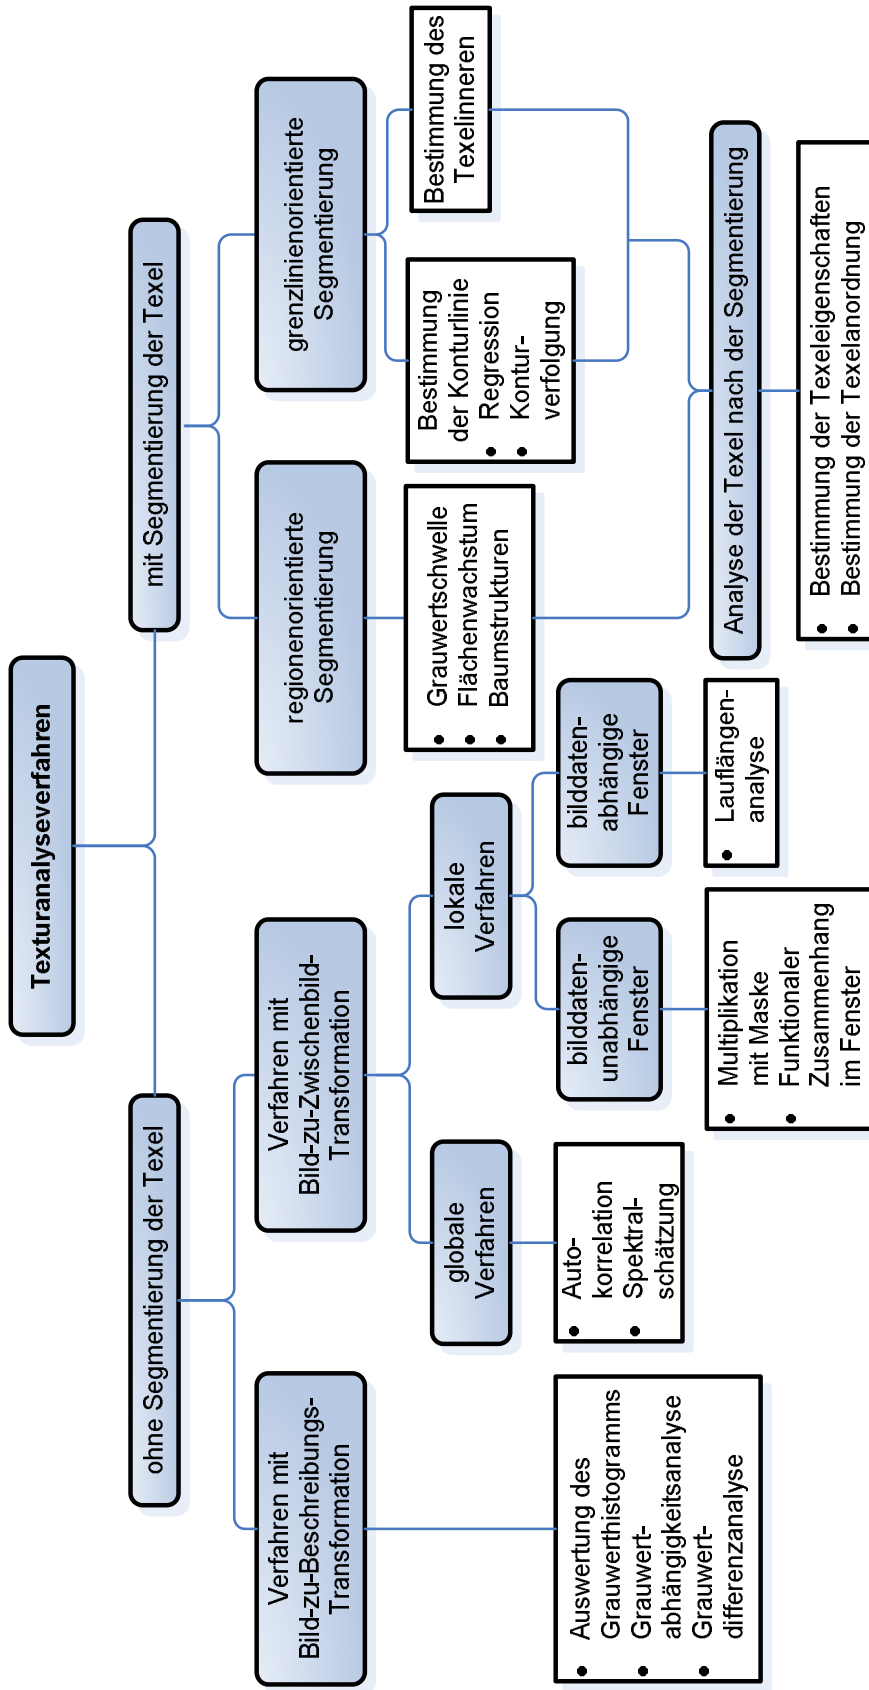 Texturanalyseverfahren
ohne Segmentierung der Texel
mit Segmentierung der Texel
Verfahren mit
Bild-zu-Beschreibungs-
Transformation
Verfahren mit
Bild-zu-Zwischenbild-
Transformation
regionenorientierte
Segmentierung
grenzlinienorientierte
Segmentierung
globale
Verfahren
lokale
Verfahren
• Grauwertschwelle
• Flächenwachstum
• Baumstrukturen
Bestimmung
der Konturlinie
• Regression
• Kontur-
verfolgung
Bestimmung des
Texelinneren
• Auswertung des
Grauwerthistogramms
• Grauwert-
abhängigkeitsanalyse
• Grauwert-
differenzanalyse
• Auto-
korrelation
• Spektral-
schätzung
bilddaten-
unabhängige
Fenster
bilddaten-
abhängige
Fenster
• Multiplikation
mit Maske
• Funktionaler
Zusammenhang
im Fenster
• Lauflängen-
analyse
Analyse der Texel nach der Segmentierung
• Bestimmung der Texeleigenschaften
• Bestimmung der Texelanordnung